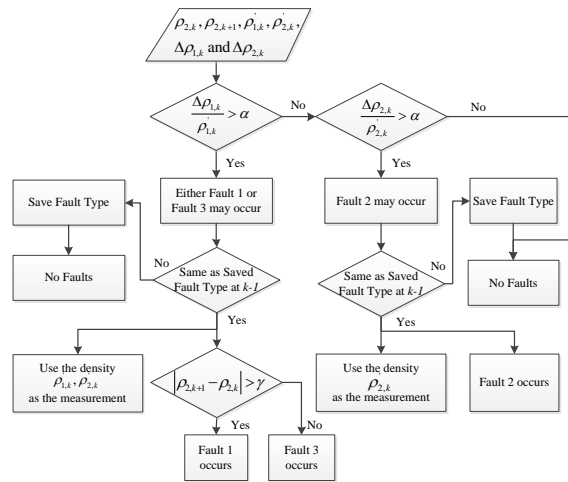 ρ₂,ₖ, ρ₂,ₖ₊₁, ρ'₁,ₖ, ρ'₂,ₖ,
Δρ₁,ₖ and Δρ₂,ₖ
Δρ₁,ₖ / ρ'₁,ₖ > α
No
Δρ₂,ₖ / ρ'₂,ₖ > α
No
Yes
Yes
Save Fault Type
Either Fault 1 or
Fault 3 may occur
Fault 2 may occur
Save Fault Type
No Faults
No
Same as Saved
Fault Type at k-1
Same as Saved
Fault Type at k-1
No
No Faults
Yes
Yes
Use the density
ρ₁,ₖ, ρ₂,ₖ
as the measurement
|ρ₂,ₖ₊₁ − ρ₂,ₖ| > γ
Use the density
ρ'₂,ₖ
as the measurement
Fault 2 occurs
Yes
No
Fault 1
occurs
Fault 3
occurs